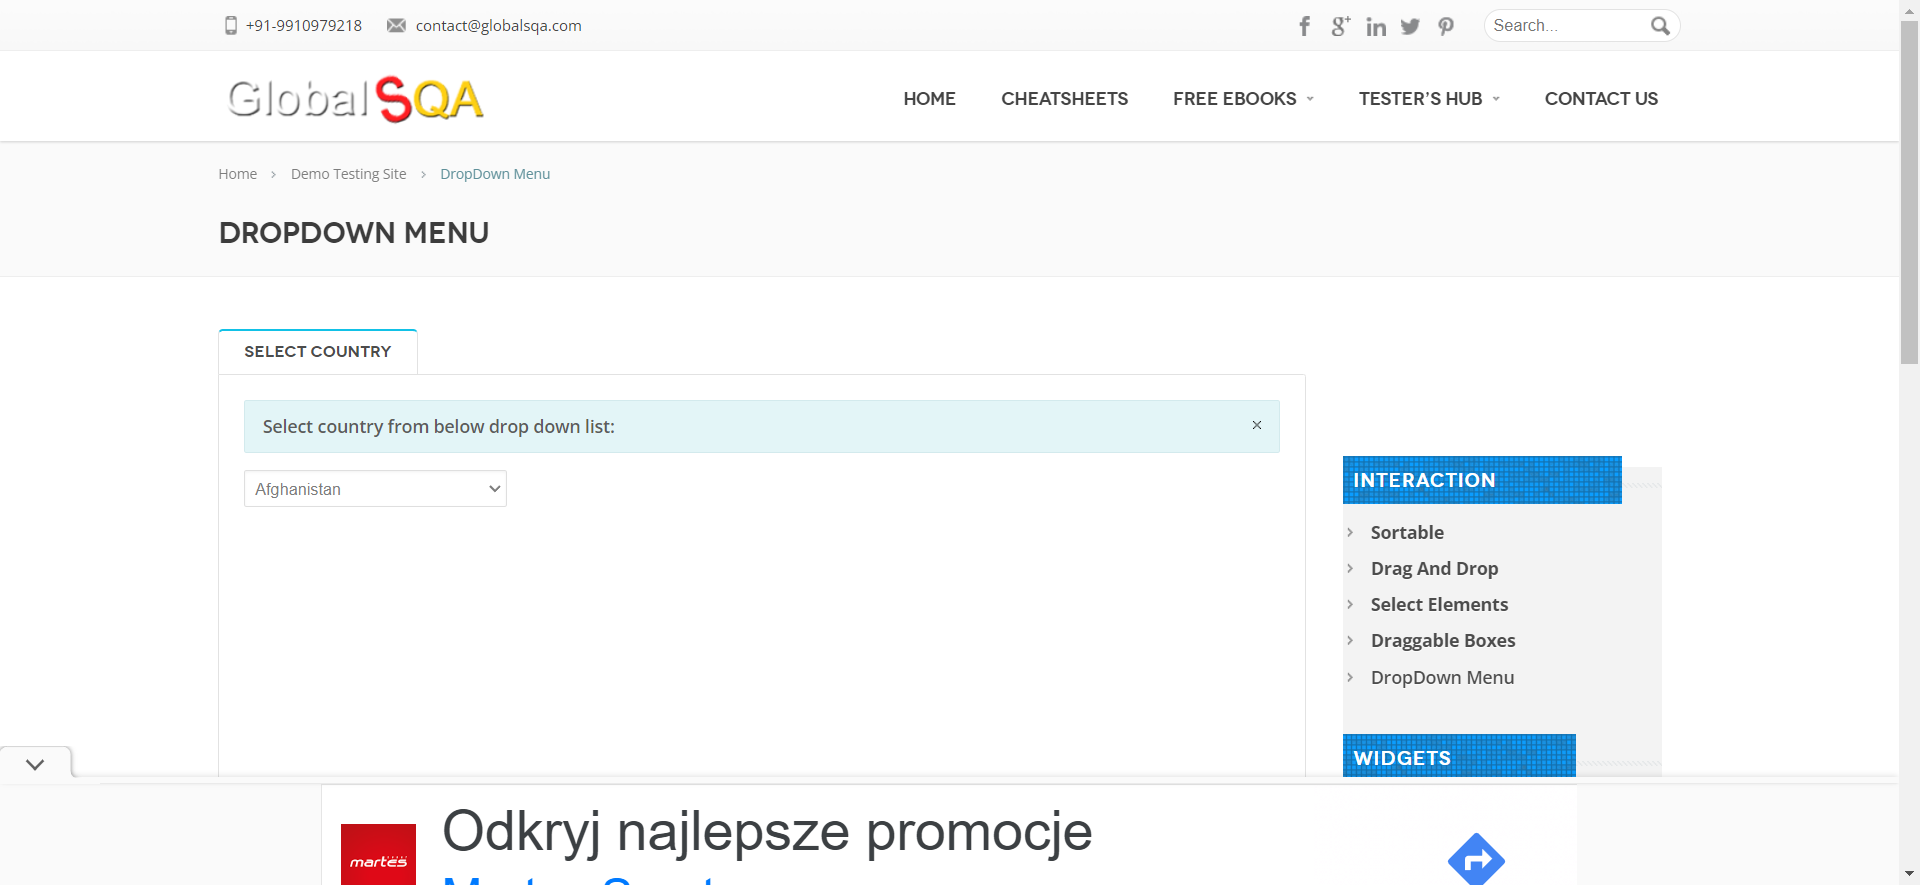 +91-9910979218 contact@globalsqa.com Search...
GlobalSQA HOME CHEATSHEETS FREE EBOOKS TESTER’S HUB CONTACT US
Home Demo Testing Site DropDown Menu
DROPDOWN MENU
SELECT COUNTRY
Select country from below drop down list:
Afghanistan
INTERACTION
Sortable
Drag And Drop
Select Elements
Draggable Boxes
DropDown Menu
WIDGETS
Odkryj najlepsze promocje
martes